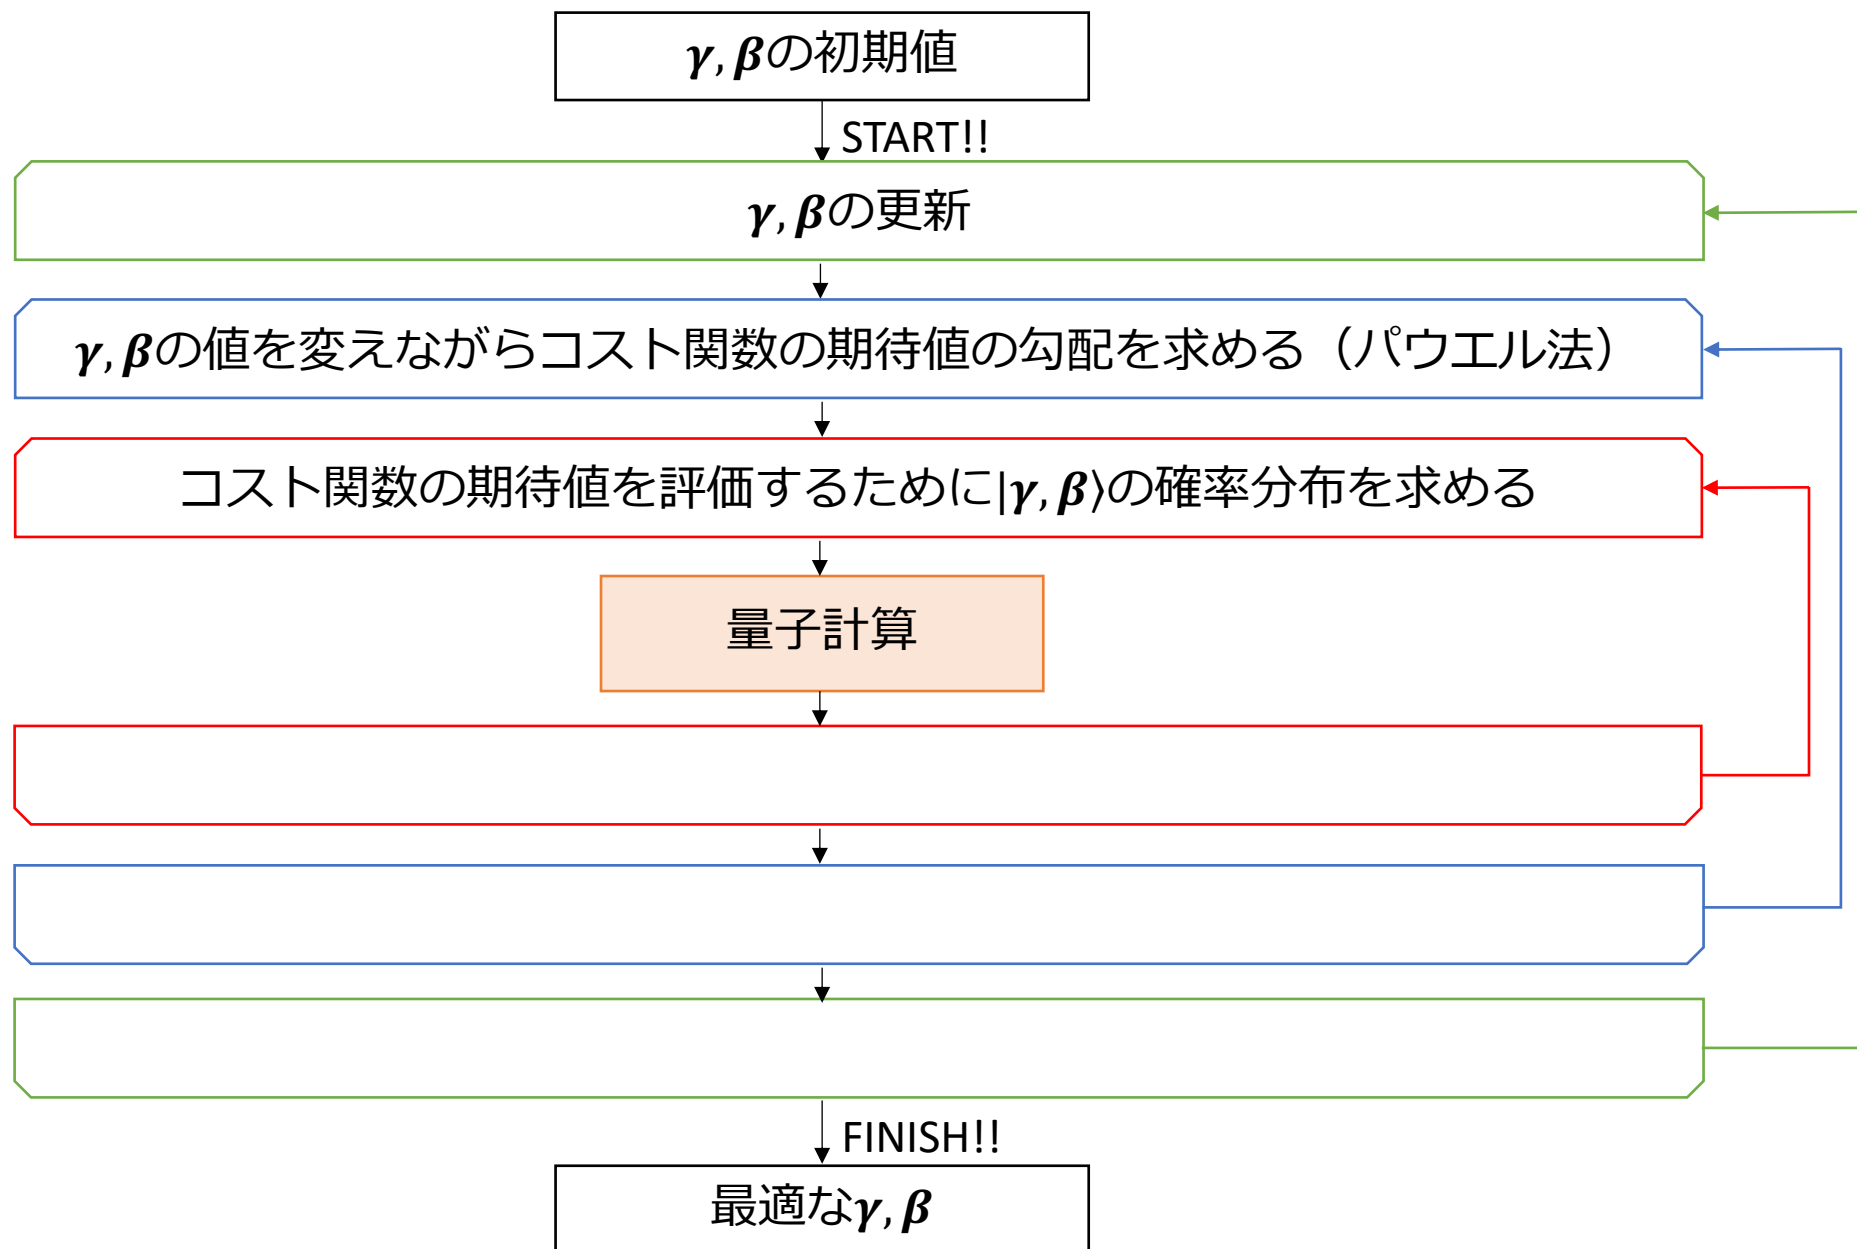 γ, βの初期値
START!!
γ, βの更新
γ, βの値を変えながらコスト関数の期待値の勾配を求める（パウエル法）
コスト関数の期待値を評価するために|γ, β⟩の確率分布を求める
量子計算
FINISH!!
最適なγ, β